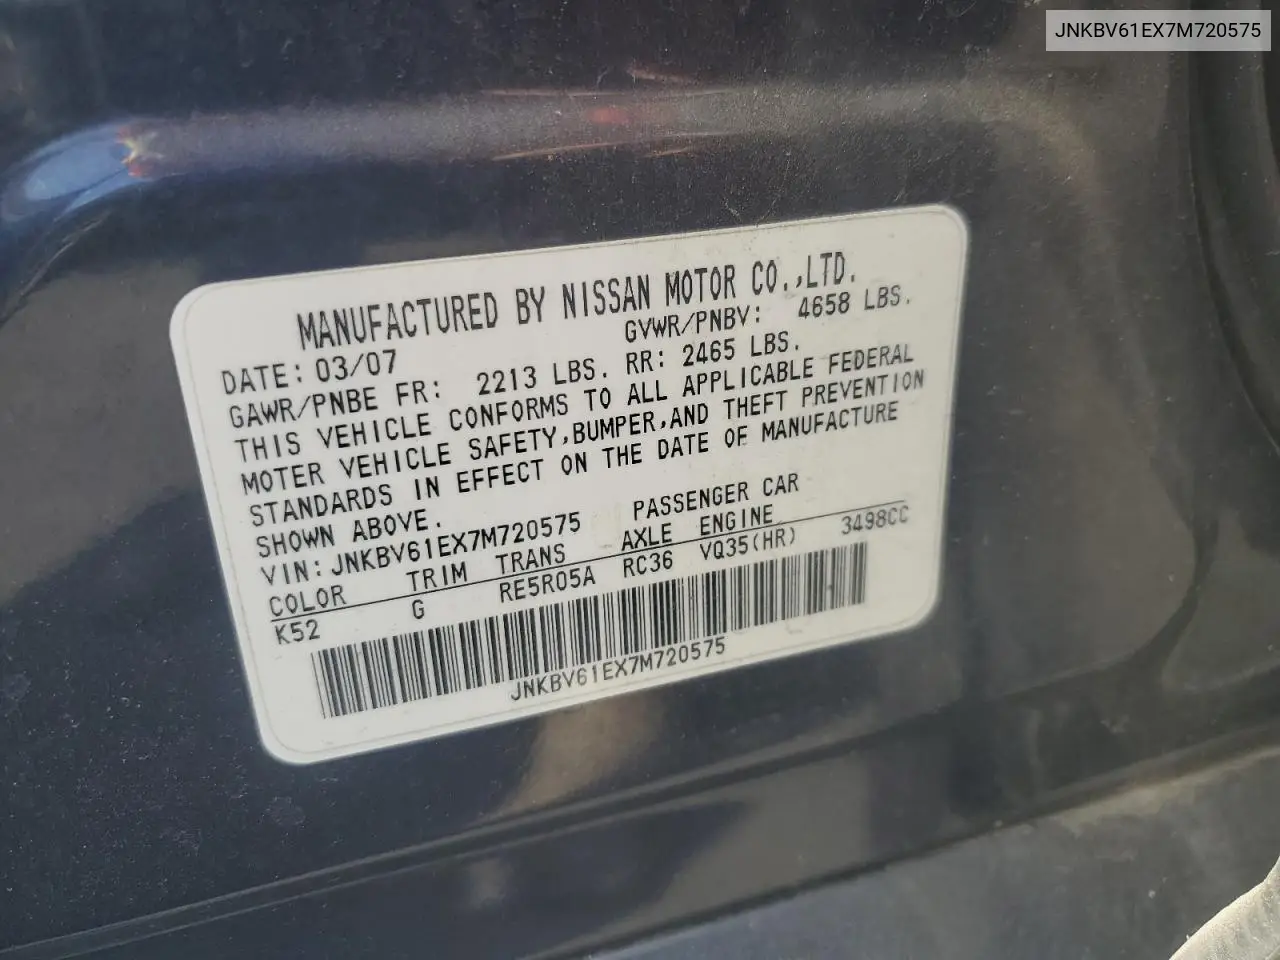 JNKBV61EX7M720575
MANUFACTURED BY NISSAN MOTOR CO.,LTD.
DATE: 03/07 GVWR/PNBV: 4658 LBS.
GAWR/PNBE FR: 2213 LBS. RR: 2465 LBS.
THIS VEHICLE CONFORMS TO ALL APPLICABLE FEDERAL
MOTER VEHICLE SAFETY,BUMPER,AND THEFT PREVENTION
STANDARDS IN EFFECT ON THE DATE OF MANUFACTURE
SHOWN ABOVE.
VIN: JNKBV61EX7M720575 PASSENGER CAR
COLOR TRIM TRANS AXLE ENGINE
K52 G RE5R05A RC36 VQ35(HR) 3498CC
JNKBV61EX7M720575